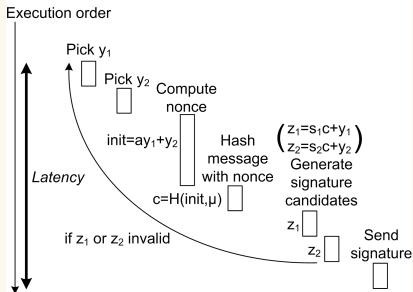 Execution order
Pick y₁
Pick y₂
Compute
nonce
init=ay₁+y₂
Hash
message
with nonce
c=H(init,μ)
(z₁=s₁c+y₁
z₂=s₂c+y₂)
Generate
signature
candidates
z₁
z₂
Send
signature
Latency
if z₁ or z₂ invalid